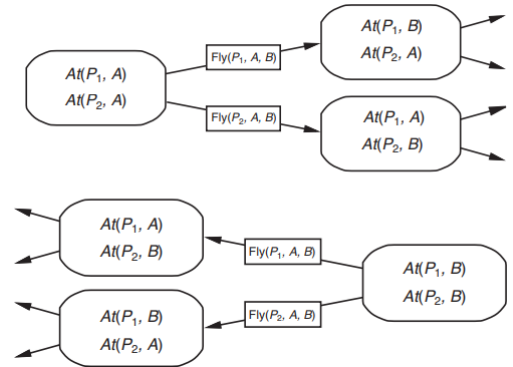 At(P₁, A)
At(P₂, A)
Fly(P₁, A, B)
Fly(P₂, A, B)
At(P₁, B)
At(P₂, A)
At(P₁, A)
At(P₂, B)
At(P₁, A)
At(P₂, B)
At(P₁, B)
At(P₂, A)
Fly(P₁, A, B)
Fly(P₂, A, B)
At(P₁, B)
At(P₂, B)